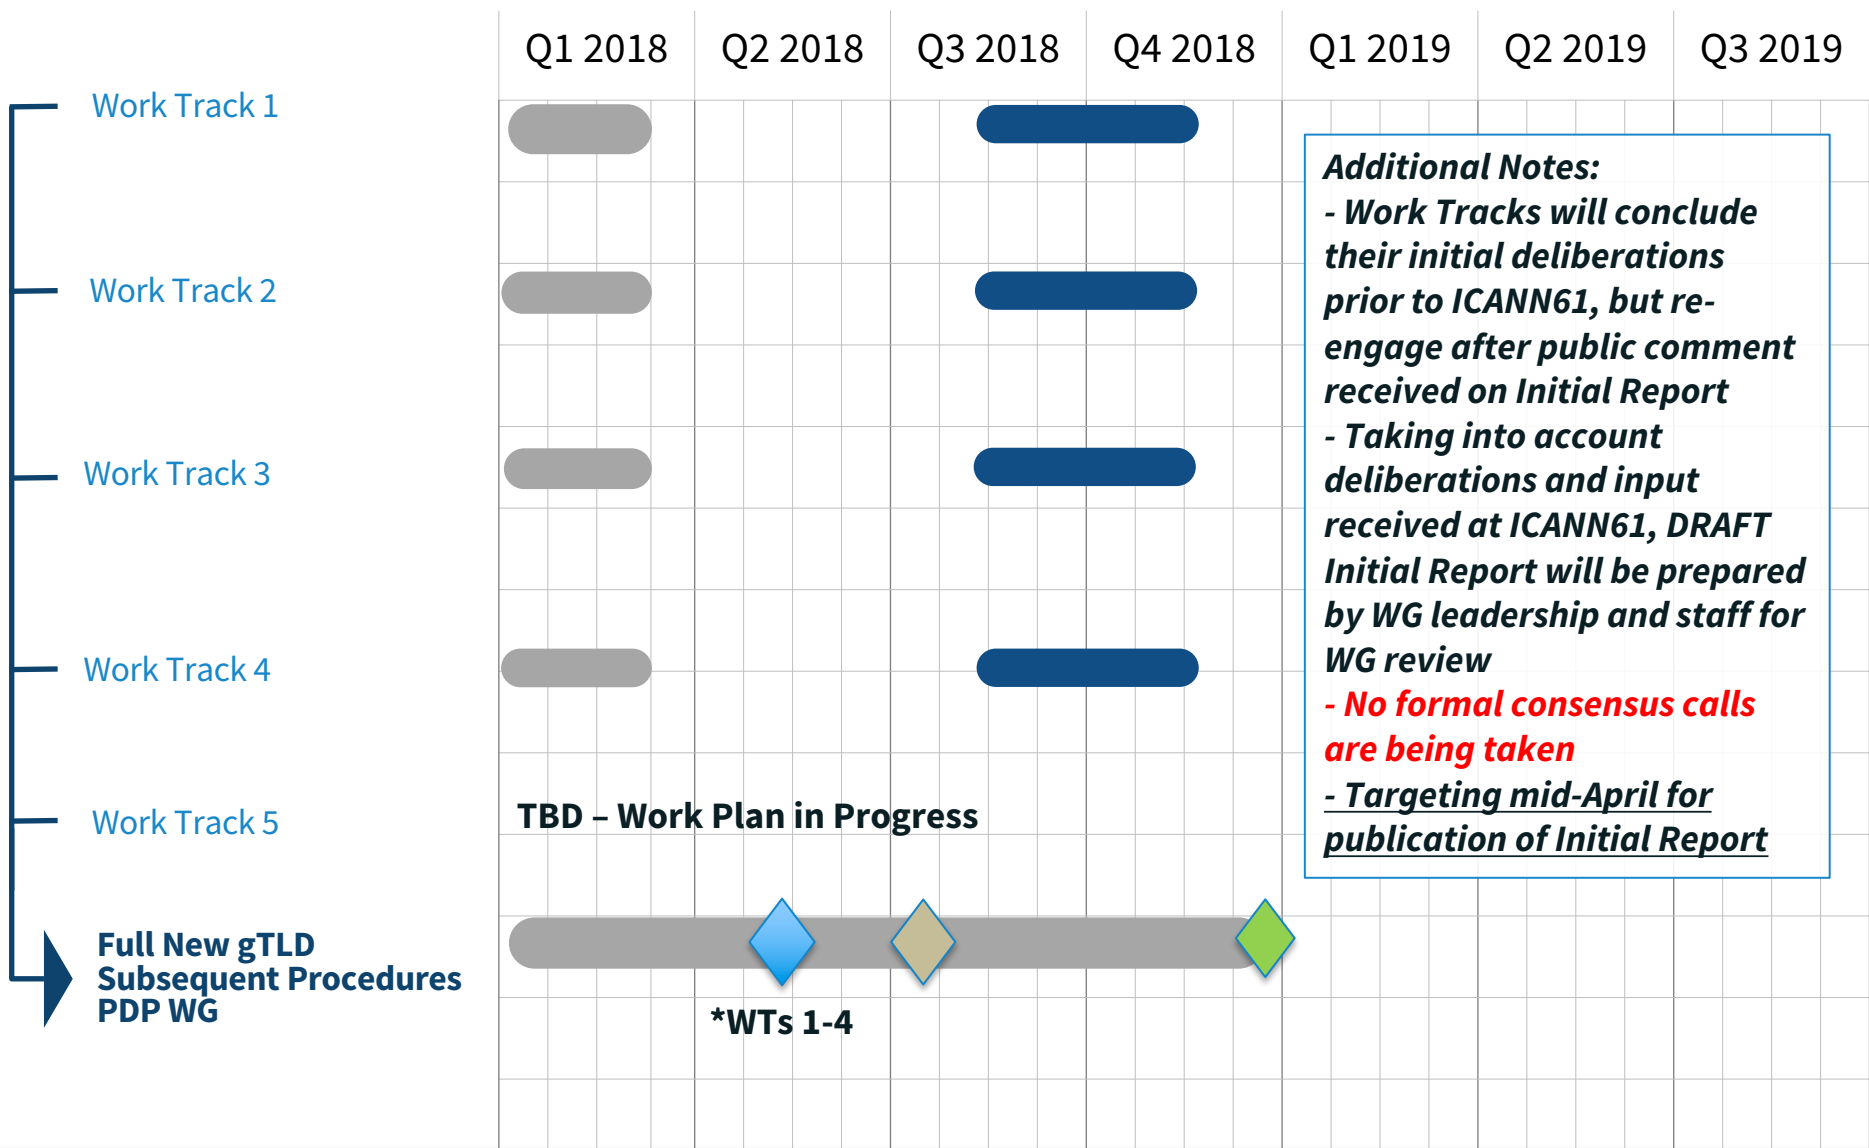 Q1 2018 Q2 2018 Q3 2018 Q4 2018 Q1 2019 Q2 2019 Q3 2019
Work Track 1
Work Track 2
Work Track 3
Work Track 4
Work Track 5
TBD – Work Plan in Progress
Full New gTLD
Subsequent Procedures
PDP WG
*WTs 1-4
Additional Notes:
- Work Tracks will conclude
their initial deliberations
prior to ICANN61, but re-
engage after public comment
received on Initial Report
- Taking into account
deliberations and input
received at ICANN61, DRAFT
Initial Report will be prepared
by WG leadership and staff for
WG review
- No formal consensus calls
are being taken
- Targeting mid-April for
publication of Initial Report